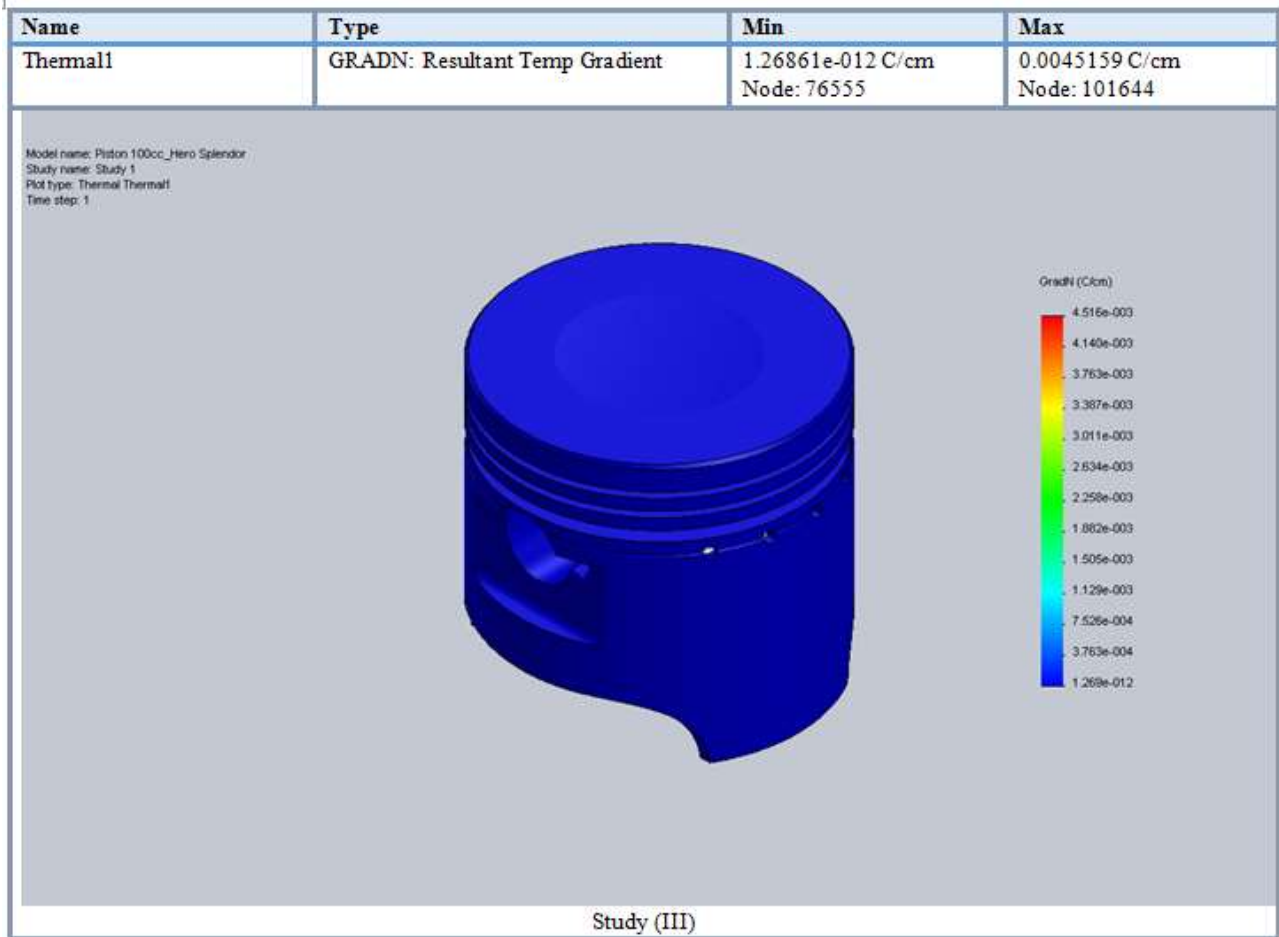 Name Type Min Max
Thermal1 GRADN: Resultant Temp Gradient 1.26861e-012 C/cm 0.0045159 C/cm
Node: 76555 Node: 101644
Model name: Piston 100cc_Hero Splendor
Study name: Study 1
Plot type: Thermal Thermal1
Time step: 1
GradN (C/cm)
4.516e-003
4.140e-003
3.763e-003
3.387e-003
3.011e-003
2.634e-003
2.258e-003
1.882e-003
1.505e-003
1.129e-003
7.526e-004
3.763e-004
1.269e-012
Study (III)